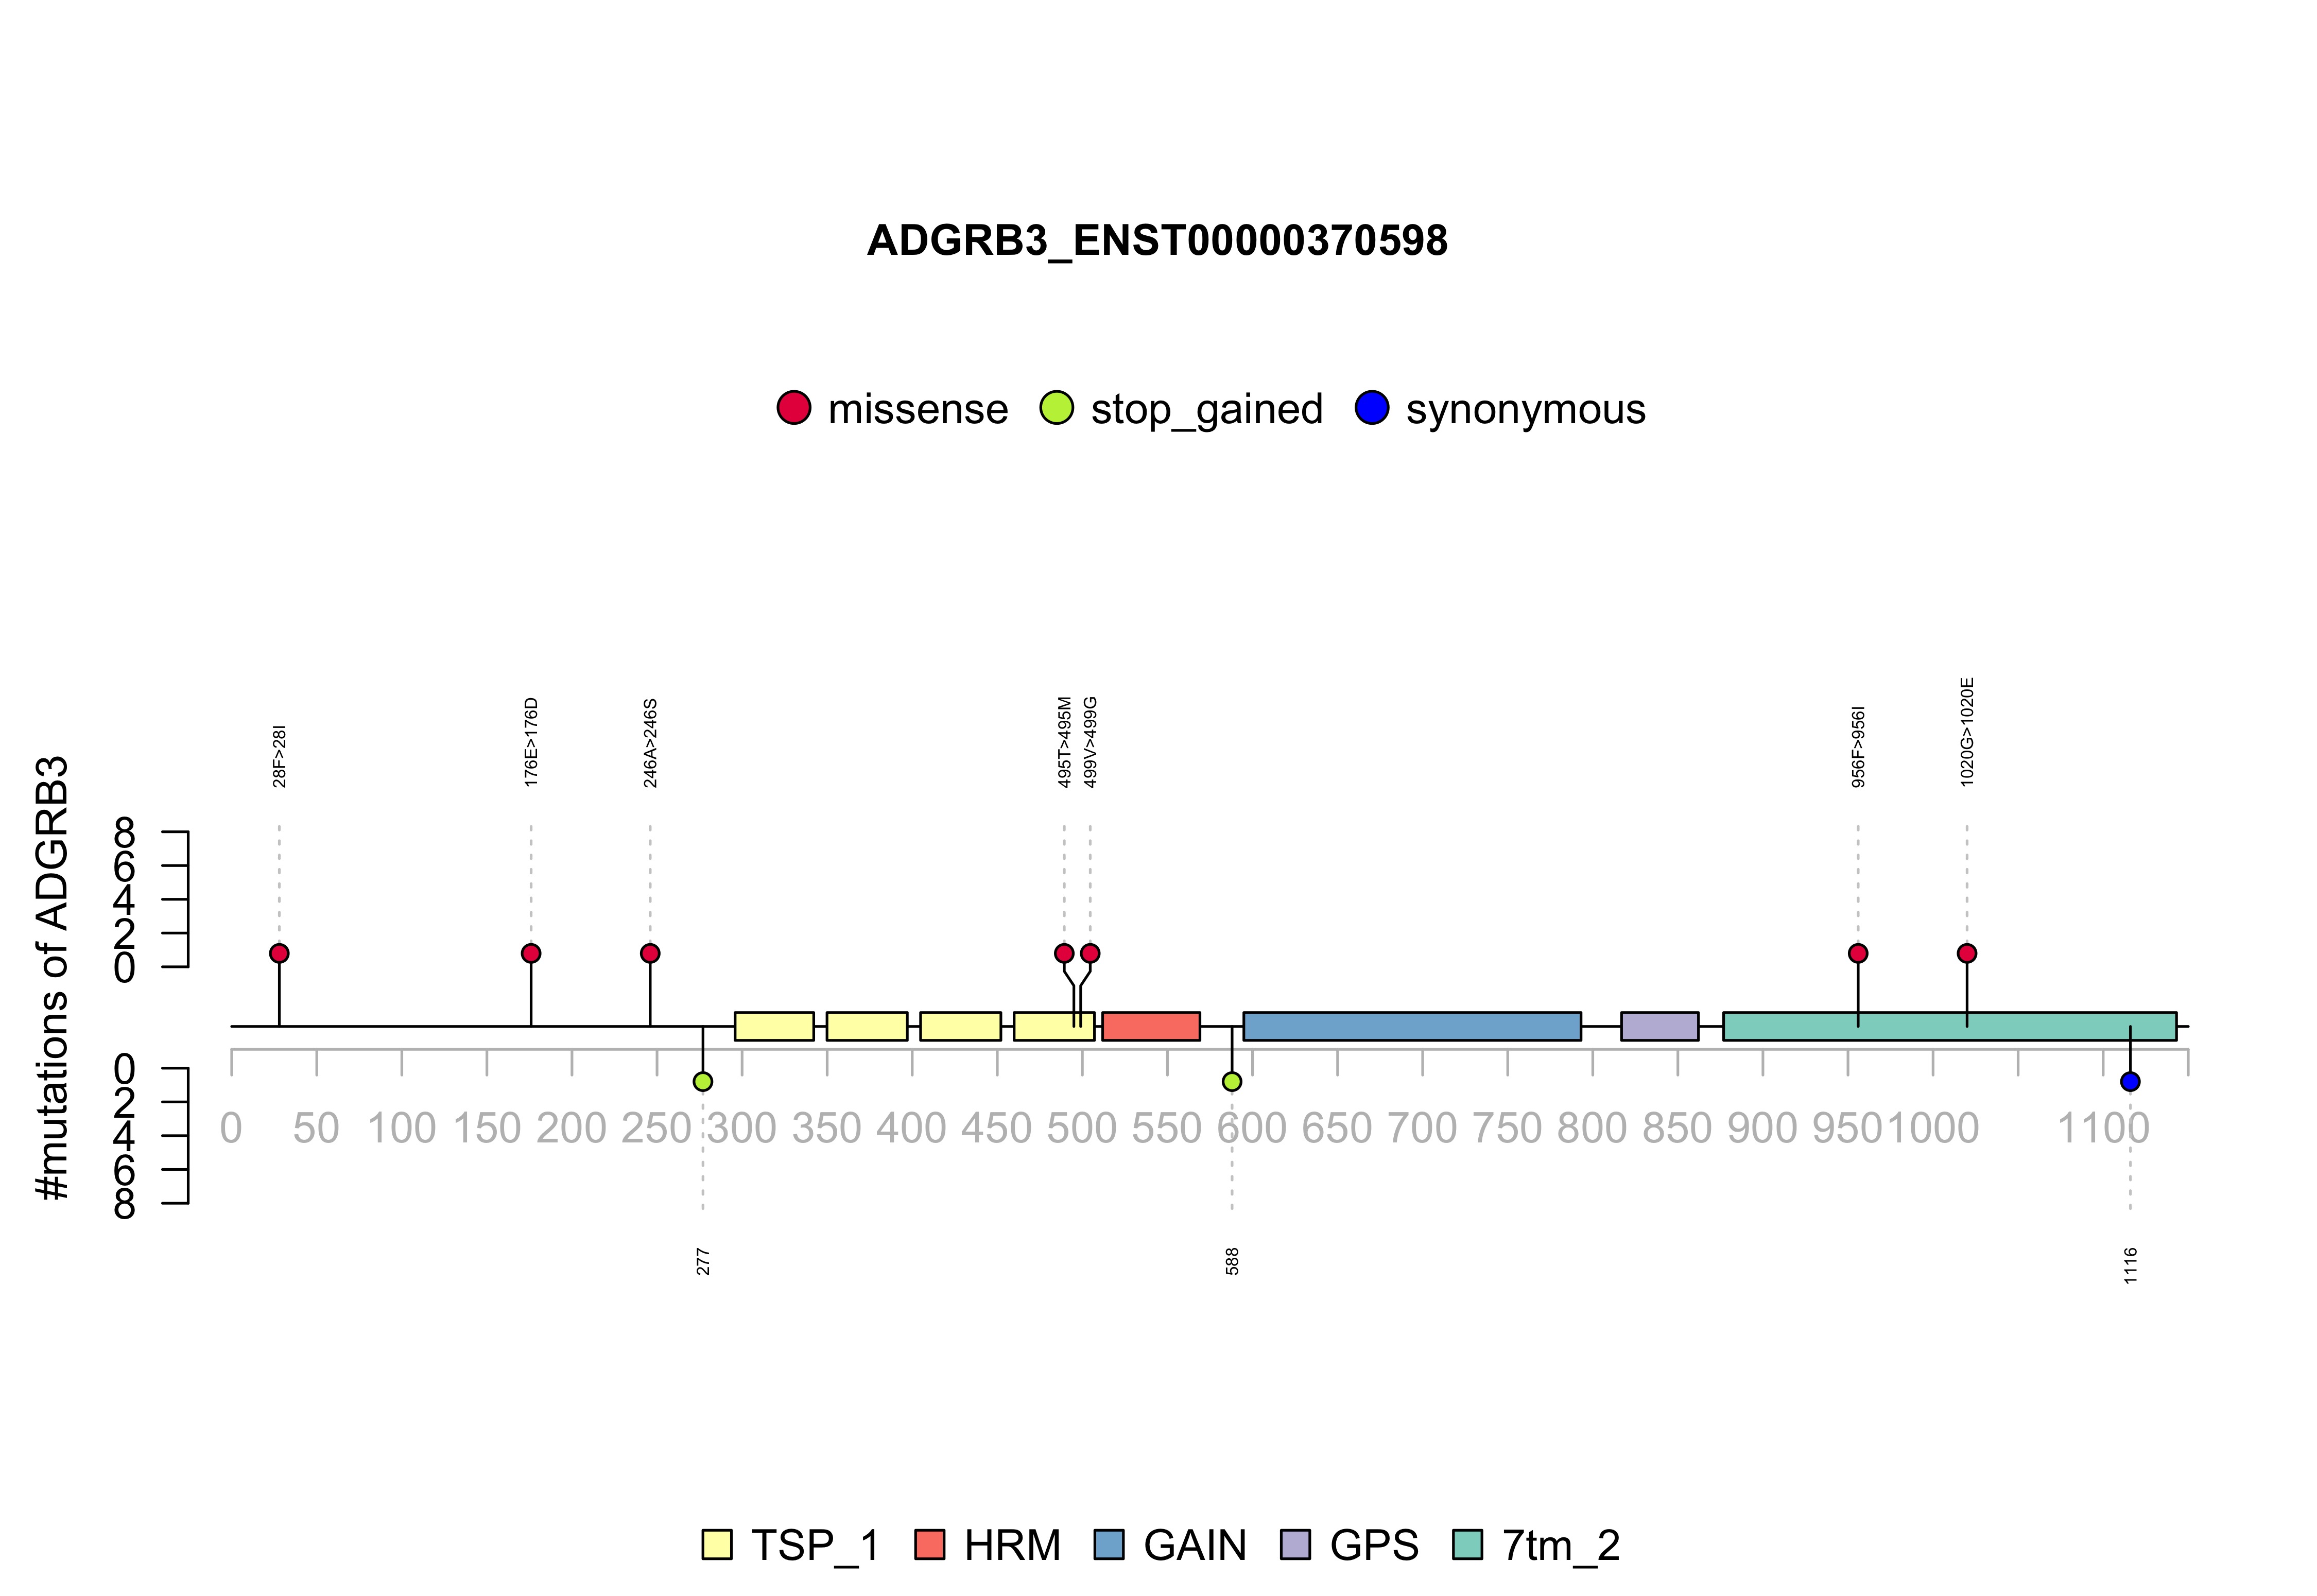 ADGRB3_ENST00000370598
missense stop_gained synonymous
28F>28I
176E>176D
246A>246S
495T>495M
499V>499G
956F>956I
1020G>1020E
#mutations of ADGRB3
8
6
4
2
0
0
2
4
6
8
0 50 100 150 200 250 300 350 400 450 500 550 600 650 700 750 800 850 900 950 1000 1100
277
588
1116
TSP_1 HRM GAIN GPS 7tm_2